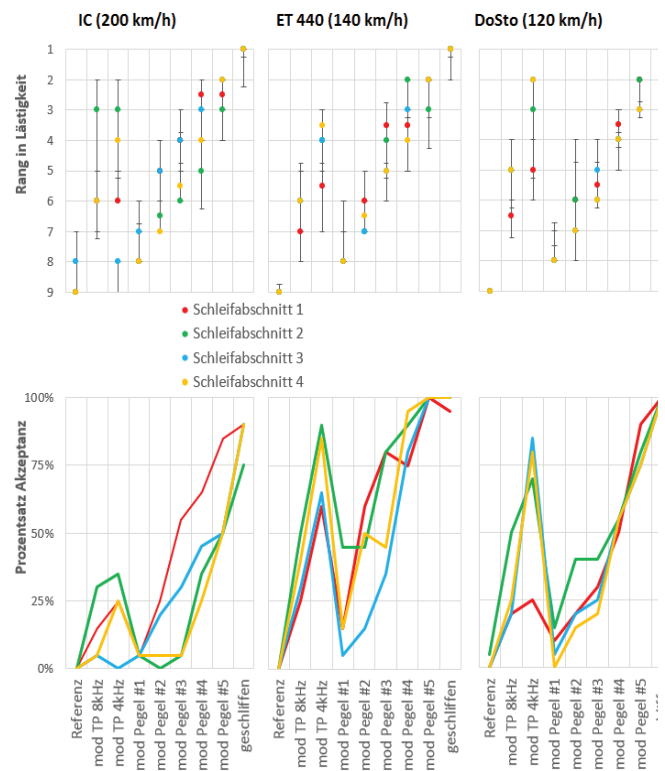 IC (200 km/h)
ET 440 (140 km/h)
DoSto (120 km/h)
Rang in Lästigkeit
1
2
3
4
5
6
7
8
9
Schleifabschnitt 1
Schleifabschnitt 2
Schleifabschnitt 3
Schleifabschnitt 4
Prozentsatz Akzeptanz
100%
75%
50%
25%
0%
Referenz
mod TP 8kHz
mod TP 4kHz
mod Pegel #1
mod Pegel #2
mod Pegel #3
mod Pegel #4
mod Pegel #5
geschliffen
Referenz
mod TP 8kHz
mod TP 4kHz
mod Pegel #1
mod Pegel #2
mod Pegel #3
mod Pegel #4
mod Pegel #5
geschliffen
Referenz
mod TP 8kHz
mod TP 4kHz
mod Pegel #1
mod Pegel #2
mod Pegel #3
mod Pegel #4
mod Pegel #5